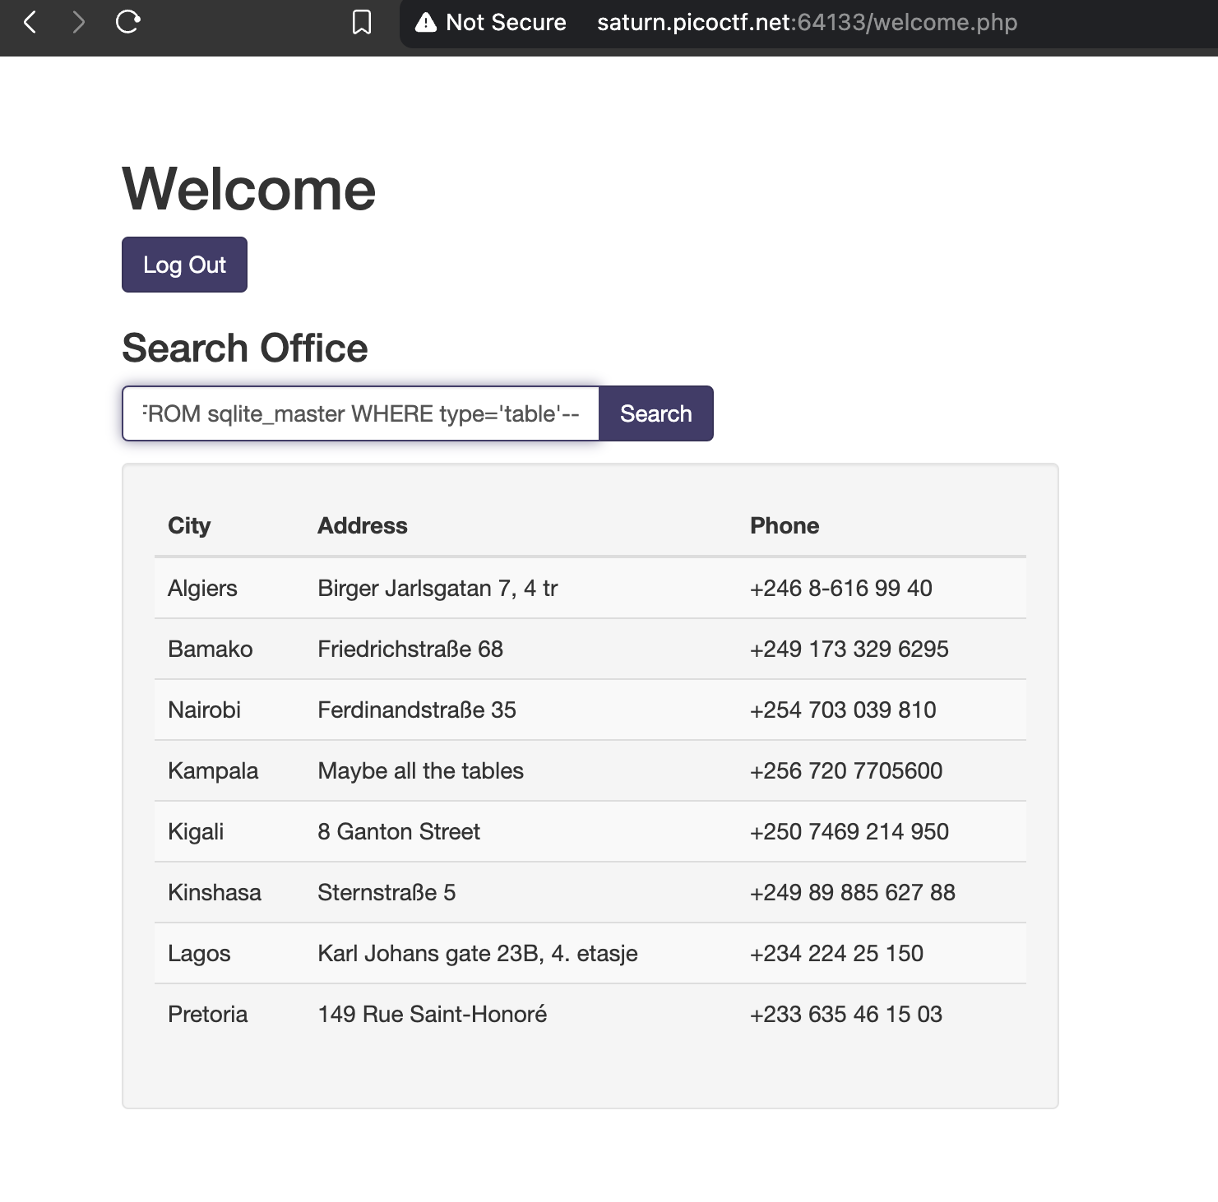 Not Secure saturn.picoctf.net:64133/welcome.php
Welcome
Log Out
Search Office
FROM sqlite_master WHERE type='table'-- Search
City Address Phone
Algiers Birger Jarlsgatan 7, 4 tr +246 8-616 99 40
Bamako Friedrichstraße 68 +249 173 329 6295
Nairobi Ferdinandstraße 35 +254 703 039 810
Kampala Maybe all the tables +256 720 7705600
Kigali 8 Ganton Street +250 7469 214 950
Kinshasa Sternstraße 5 +249 89 885 627 88
Lagos Karl Johans gate 23B, 4. etasje +234 224 25 150
Pretoria 149 Rue Saint-Honoré +233 635 46 15 03